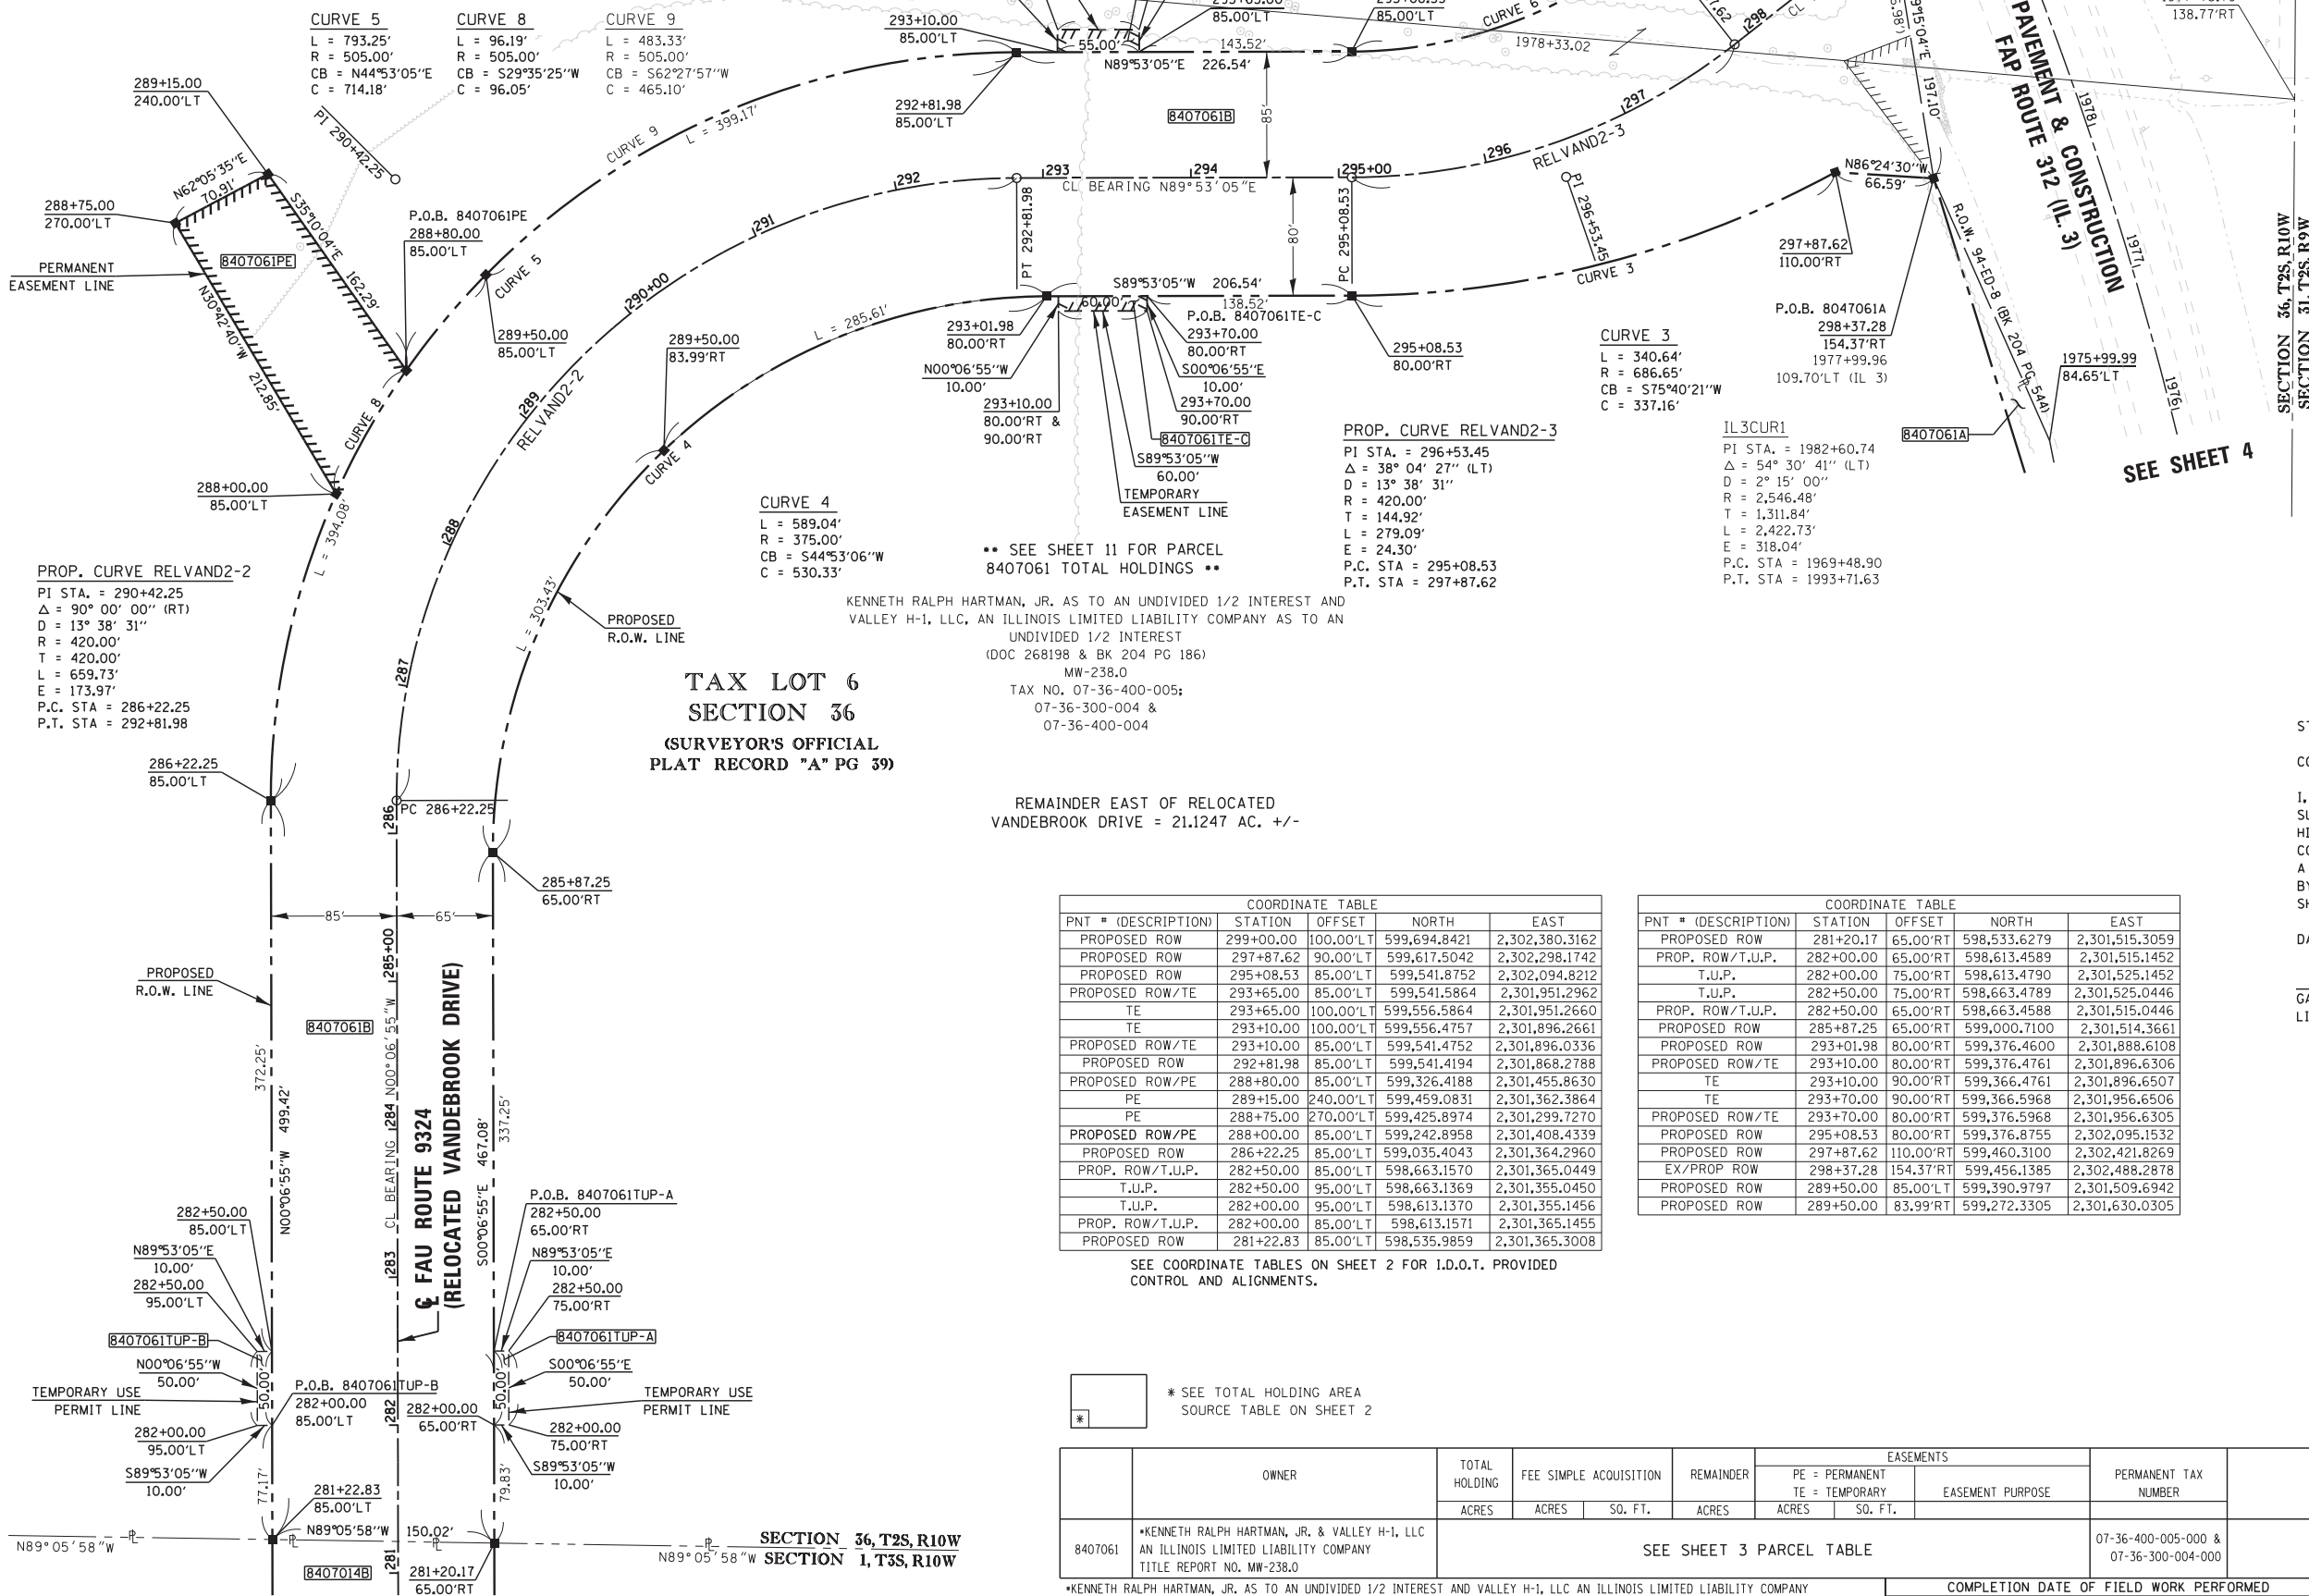 CURVE 5
L = 793.25'
R = 505.00'
CB = N44°53'05"E
C = 714.18'
CURVE 8
L = 96.19'
R = 505.00'
CB = S29°35'25"W
C = 96.05'
CURVE 9
L = 483.33'
R = 505.00'
CB = S62°27'57"W
C = 465.10'
289+15.00
240.00'LT
PI 290+42.25
N62°05'35"E
70.91'
S35°10'04"E 162.29'
288+75.00
270.00'LT
8407061PE
PERMANENT
EASEMENT LINE
N30°42'40"W 212.85'
P.O.B. 8407061PE
288+80.00
85.00'LT
CURVE 5
289+50.00
85.00'LT
CURVE 8
288+00.00
85.00'LT
L = 394.08'
CURVE 9
L = 399.17'
293+10.00
85.00'LT
292+81.98
85.00'LT
55.00'
85.00'LT
143.52'
N89°53'05"E 226.54'
85.00'LT
CURVE 6
8407061B
85'
1978+33.02
298
CL
297
296
RELVAND2-3
295+00
294
293
292
291
290+00
289
RELVAND2-2
288
287
286
CL BEARING N89°53'05"E
PT 292+81.98
PC 295+08.53
80'
S89°53'05"W 206.54'
60.00'
138.52'
PI 296+53.45
CURVE 3
297+87.62
110.00'RT
N86°24'30"W
66.59'
197.10'
138.77'RT
PAVEMENT & CONSTRUCTION
FAP ROUTE 312 (IL. 3)
1978
1977
1976
R.O.W. 94-ED-8 (BK 204 PG 544)
SECTION 36, T2S, R10W
SECTION 31, T2S, R9W
P.O.B. 8047061A
298+37.28
154.37'RT
1977+99.96
109.70'LT (IL 3)
1975+99.99
84.65'LT
8407061A
SEE SHEET 4
L = 285.61'
293+01.98
80.00'RT
N00°06'55"W
10.00'
293+10.00
80.00'RT &
90.00'RT
P.O.B. 8407061TE-C
293+70.00
80.00'RT
S00°06'55"E
10.00'
293+70.00
90.00'RT
8407061TE-C
S89°53'05"W
60.00'
TEMPORARY
EASEMENT LINE
295+08.53
80.00'RT
289+50.00
83.99'RT
CURVE 4
CURVE 3
L = 340.64'
R = 686.65'
CB = S75°40'21"W
C = 337.16'
CURVE 4
L = 589.04'
R = 375.00'
CB = S44°53'06"W
C = 530.33'
PROP. CURVE RELVAND2-3
PI STA. = 296+53.45
Δ = 38° 04' 27" (LT)
D = 13° 38' 31"
R = 420.00'
T = 144.92'
L = 279.09'
E = 24.30'
P.C. STA = 295+08.53
P.T. STA = 297+87.62
IL3CUR1
PI STA. = 1982+60.74
Δ = 54° 30' 41" (LT)
D = 2° 15' 00"
R = 2,546.48'
T = 1,311.84'
L = 2,422.73'
E = 318.04'
P.C. STA = 1969+48.90
P.T. STA = 1993+71.63
PROP. CURVE RELVAND2-2
PI STA. = 290+42.25
Δ = 90° 00' 00" (RT)
D = 13° 38' 31"
R = 420.00'
T = 420.00'
L = 659.73'
E = 173.97'
P.C. STA = 286+22.25
P.T. STA = 292+81.98
L = 303.43'
PROPOSED
R.O.W. LINE
** SEE SHEET 11 FOR PARCEL
8407061 TOTAL HOLDINGS **
KENNETH RALPH HARTMAN, JR. AS TO AN UNDIVIDED 1/2 INTEREST AND
VALLEY H-1, LLC, AN ILLINOIS LIMITED LIABILITY COMPANY AS TO AN
UNDIVIDED 1/2 INTEREST
(DOC 268198 & BK 204 PG 186)
MW-238.0
TAX NO. 07-36-400-005;
07-36-300-004 &
07-36-400-004
TAX LOT 6
SECTION 36
(SURVEYOR'S OFFICIAL
PLAT RECORD "A" PG 39)
REMAINDER EAST OF RELOCATED
VANDEBROOK DRIVE = 21.1247 AC. +/-
286+22.25
85.00'LT
PC 286+22.25
285+87.25
65.00'RT
85'
65'
PROPOSED
R.O.W. LINE
8407061B
372.25'
N00°06'55"W 499.42'
CL BEARING N00°06'55"W
285+00
284
283
282
281
℄ FAU ROUTE 9324
(RELOCATED VANDEBROOK DRIVE)
S00°06'55"E 467.08'
337.25'
282+50.00
85.00'LT
N89°53'05"E
10.00'
282+50.00
95.00'LT
8407061TUP-B
N00°06'55"W
50.00'
TEMPORARY USE
PERMIT LINE
282+00.00
95.00'LT
S89°53'05"W
10.00'
50.00'
77.17'
P.O.B. 8407061TUP-B
282+00.00
85.00'LT
281+22.83
85.00'LT
P.O.B. 8407061TUP-A
282+50.00
65.00'RT
N89°53'05"E
10.00'
282+50.00
75.00'RT
8407061TUP-A
S00°06'55"E
50.00'
TEMPORARY USE
PERMIT LINE
282+00.00
65.00'RT
50.00'
282+00.00
75.00'RT
S89°53'05"W
10.00'
79.83'
N89°05'58"W
N89°05'58"W 150.02'
8407014B
281+20.17
65.00'RT
SECTION 36, T2S, R10W
N89°05'58"W SECTION 1, T3S, R10W
COORDINATE TABLE
PNT # (DESCRIPTION) STATION OFFSET NORTH EAST
PROPOSED ROW 299+00.00 100.00'LT 599,694.8421 2,302,380.3162
PROPOSED ROW 297+87.62 90.00'LT 599,617.5042 2,302,298.1742
PROPOSED ROW 295+08.53 85.00'LT 599,541.8752 2,302,094.8212
PROPOSED ROW/TE 293+65.00 85.00'LT 599,541.5864 2,301,951.2962
TE 293+65.00 100.00'LT 599,556.5864 2,301,951.2660
TE 293+10.00 100.00'LT 599,556.4757 2,301,896.2661
PROPOSED ROW/TE 293+10.00 85.00'LT 599,541.4752 2,301,896.0336
PROPOSED ROW 292+81.98 85.00'LT 599,541.4194 2,301,868.2788
PROPOSED ROW/PE 288+80.00 85.00'LT 599,326.4188 2,301,455.8630
PE 289+15.00 240.00'LT 599,459.0831 2,301,362.3864
PE 288+75.00 270.00'LT 599,425.8974 2,301,299.7270
PROPOSED ROW/PE 288+00.00 85.00'LT 599,242.8958 2,301,408.4339
PROPOSED ROW 286+22.25 85.00'LT 599,035.4043 2,301,364.2960
PROP. ROW/T.U.P. 282+50.00 85.00'LT 598,663.1570 2,301,365.0449
T.U.P. 282+50.00 95.00'LT 598,663.1369 2,301,355.0450
T.U.P. 282+00.00 95.00'LT 598,613.1370 2,301,355.1456
PROP. ROW/T.U.P. 282+00.00 85.00'LT 598,613.1571 2,301,365.1455
PROPOSED ROW 281+22.83 85.00'LT 598,535.9859 2,301,365.3008
COORDINATE TABLE
PNT # (DESCRIPTION) STATION OFFSET NORTH EAST
PROPOSED ROW 281+20.17 65.00'RT 598,533.6279 2,301,515.3059
PROP. ROW/T.U.P. 282+00.00 65.00'RT 598,613.4589 2,301,515.1452
T.U.P. 282+00.00 75.00'RT 598,613.4790 2,301,525.1452
T.U.P. 282+50.00 75.00'RT 598,663.4789 2,301,525.0446
PROP. ROW/T.U.P. 282+50.00 65.00'RT 598,663.4588 2,301,515.0446
PROPOSED ROW 285+87.25 65.00'RT 599,000.7100 2,301,514.3661
PROPOSED ROW 293+01.98 80.00'RT 599,376.4600 2,301,888.6108
PROPOSED ROW/TE 293+10.00 80.00'RT 599,376.4761 2,301,896.6306
TE 293+10.00 90.00'RT 599,366.4761 2,301,896.6507
TE 293+70.00 90.00'RT 599,366.5968 2,301,956.6506
PROPOSED ROW/TE 293+70.00 80.00'RT 599,376.5968 2,301,956.6305
PROPOSED ROW 295+08.53 80.00'RT 599,376.8755 2,302,095.1532
PROPOSED ROW 297+87.62 110.00'RT 599,460.3100 2,302,421.8269
EX/PROP ROW 298+37.28 154.37'RT 599,456.1385 2,302,488.2878
PROPOSED ROW 289+50.00 85.00'LT 599,390.9797 2,301,509.6942
PROPOSED ROW 289+50.00 83.99'RT 599,272.3305 2,301,630.0305
SEE COORDINATE TABLES ON SHEET 2 FOR I.D.O.T. PROVIDED
CONTROL AND ALIGNMENTS.
*
* SEE TOTAL HOLDING AREA
SOURCE TABLE ON SHEET 2
OWNER
TOTAL
HOLDING
FEE SIMPLE ACQUISITION
REMAINDER
EASEMENTS
PE = PERMANENT
TE = TEMPORARY
EASEMENT PURPOSE
PERMANENT TAX
NUMBER
ACRES ACRES SQ. FT. ACRES ACRES SQ. FT.
8407061
*KENNETH RALPH HARTMAN, JR. & VALLEY H-1, LLC
AN ILLINOIS LIMITED LIABILITY COMPANY
TITLE REPORT NO. MW-238.0
SEE SHEET 3 PARCEL TABLE
07-36-400-005-000 &
07-36-300-004-000
*KENNETH RALPH HARTMAN, JR. AS TO AN UNDIVIDED 1/2 INTEREST AND VALLEY H-1, LLC AN ILLINOIS LIMITED LIABILITY COMPANY
COMPLETION DATE OF FIELD WORK PERFORMED